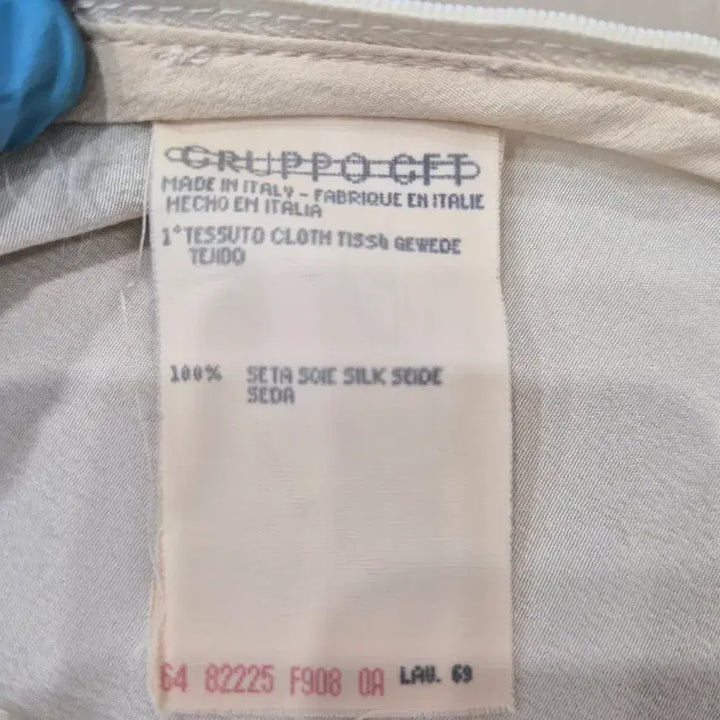 GRUPPO GFT
MADE IN ITALY - FABRIQUE EN ITALIE
HECHO EN ITALIA
1° TESSUTO CLOTH TISSU GEWEDE
TEJIDO
100% SETA SOIE SILK SEIDE
SEDA
64 82225 F908 0A LAV. 69